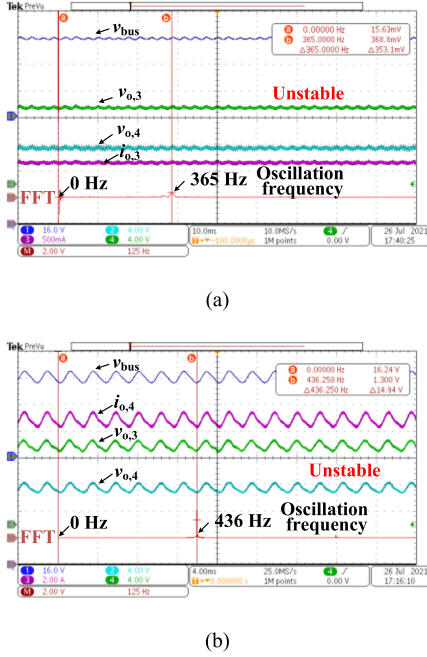 Tek PreVu
a
b
a 0.00000 Hz 15.63mV
b 365.0000 Hz 368.8mV
Δ365.0000 Hz Δ353.1mV
vbus
vo,3
Unstable
vo,4
io,3
0 Hz
365 Hz
Oscillation
frequency
FFT
1 16.0 V 2 4.00 V
3 500mA 4 4.00 V
M 2.00 V 125 Hz
10.0ms 10.0MS/s
1M points
4
0.00 V
26 Jul 2021
17:40:25
(a)
Tek PreVu
a
b
a 0.00000 Hz 16.24 V
b 436.250 Hz 1.300 V
Δ436.250 Hz Δ14.94 V
vbus
io,4
vo,3
Unstable
vo,4
0 Hz
436 Hz
Oscillation
frequency
FFT
1 16.0 V 2 4.00 V
3 2.00 A 4 4.00 V
M 2.00 V 125 Hz
4.00ms 25.0MS/s
1M points
4
0.00 V
26 Jul 2021
17:16:10
(b)